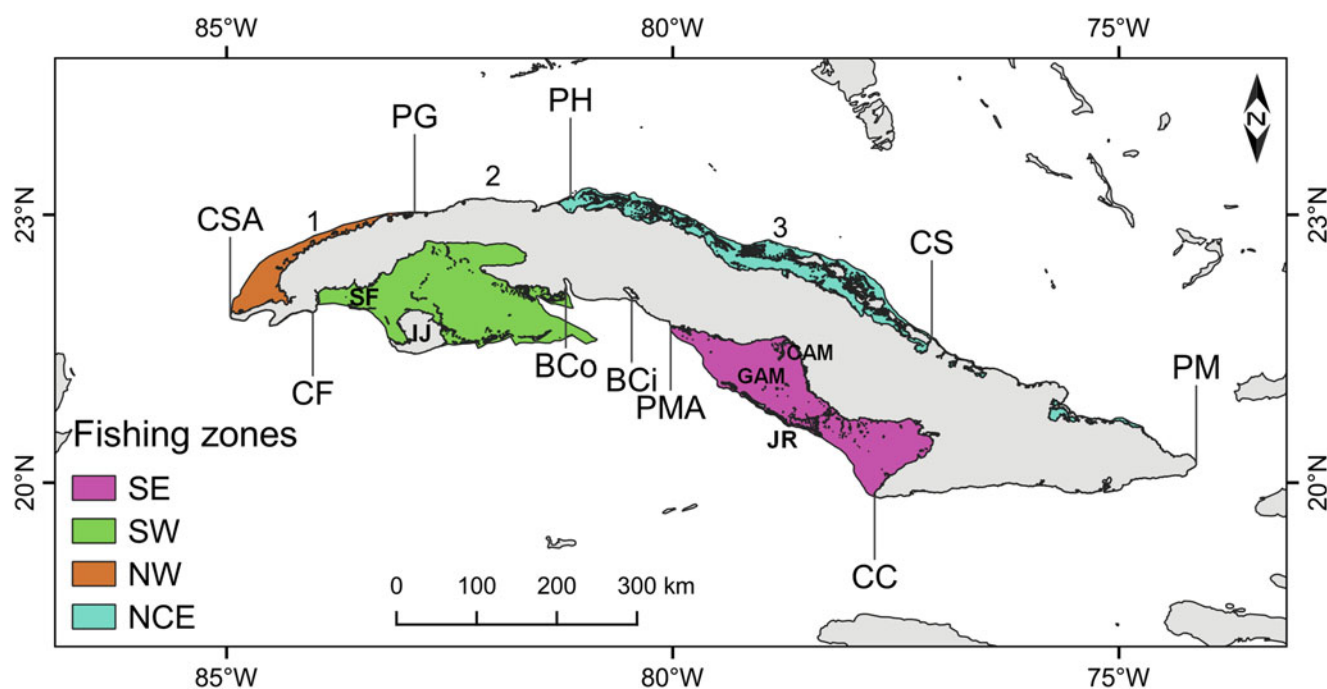 85°W 80°W 75°W
PH
PG
N
2
CSA 1 3 CS
23°N 23°N
SF
IJ
CAM
GAM
BCo BCi PM
CF PMA
JR
Fishing zones
SE
20°N 20°N
SW
NW
CC
0 100 200 300 km
NCE
85°W 80°W 75°W